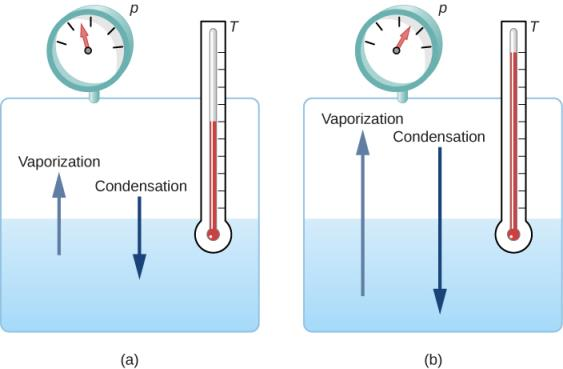 p
T
Vaporization
Condensation
(a)
p
T
Vaporization
Condensation
(b)